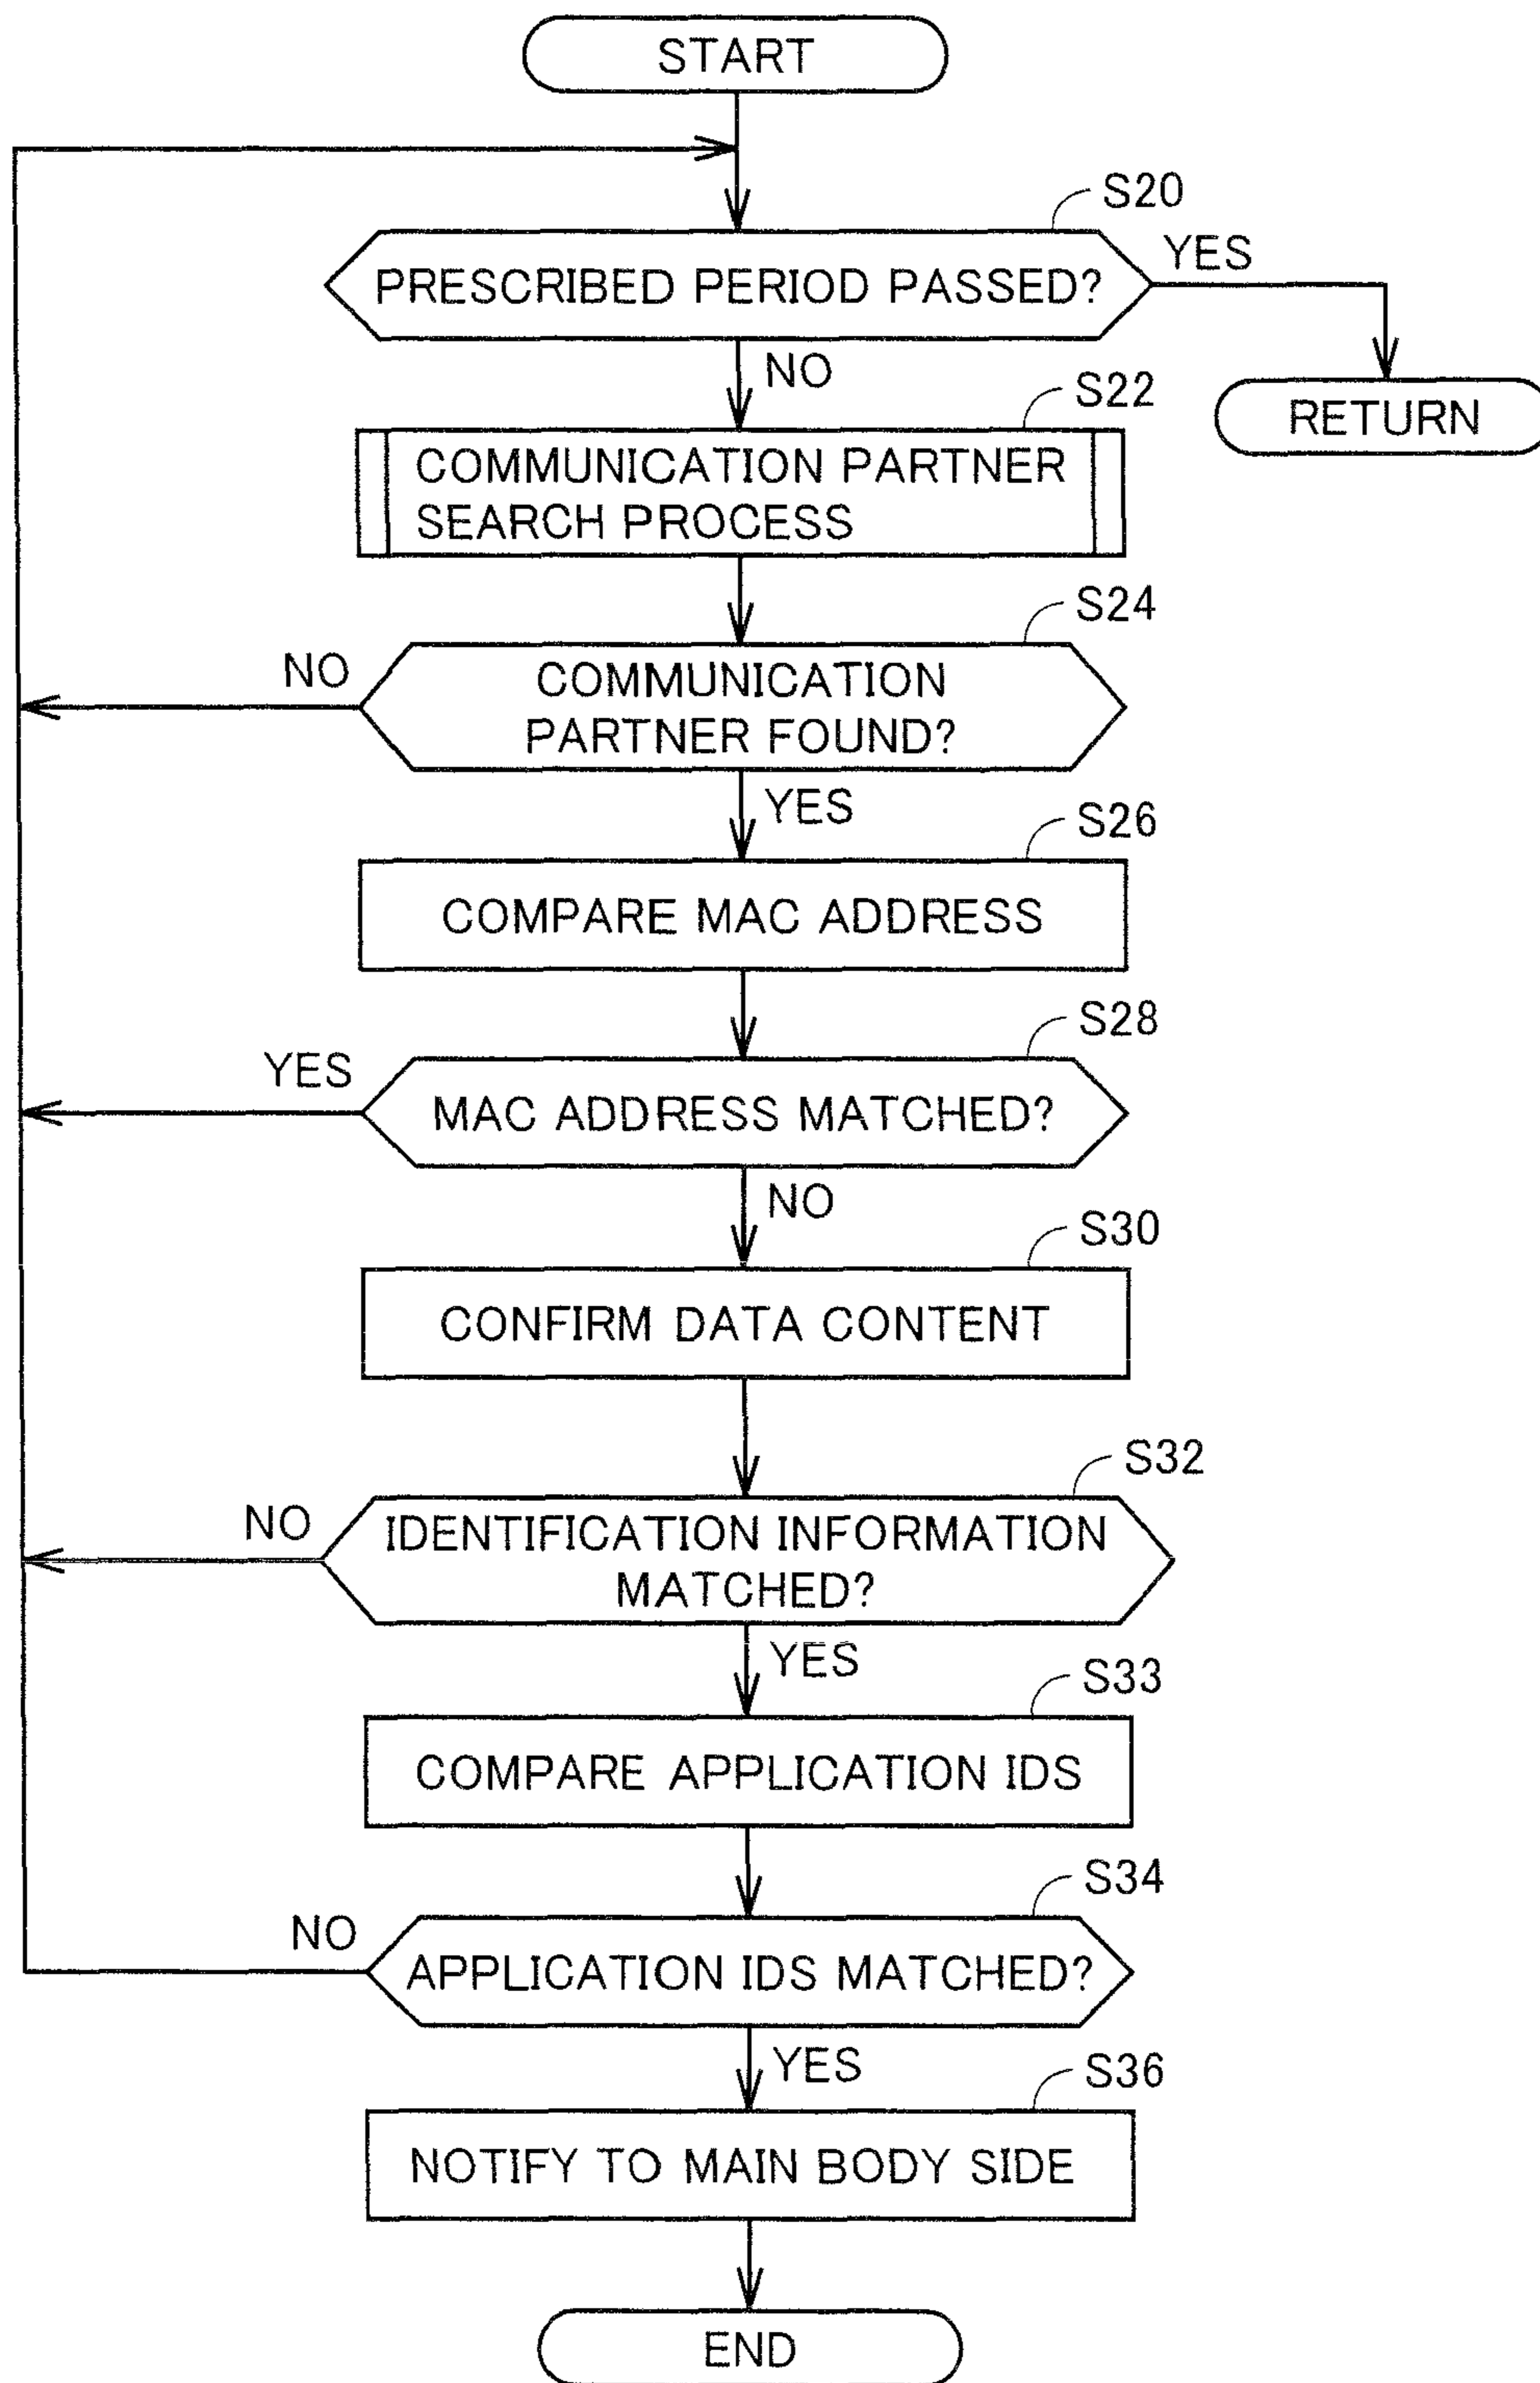 START
S20
PRESCRIBED PERIOD PASSED?
YES
NO
RETURN
S22
COMMUNICATION PARTNER
SEARCH PROCESS
S24
NO
COMMUNICATION
PARTNER FOUND?
YES
S26
COMPARE MAC ADDRESS
S28
YES
MAC ADDRESS MATCHED?
NO
S30
CONFIRM DATA CONTENT
S32
NO
IDENTIFICATION INFORMATION
MATCHED?
YES
S33
COMPARE APPLICATION IDS
S34
NO
APPLICATION IDS MATCHED?
YES
S36
NOTIFY TO MAIN BODY SIDE
END